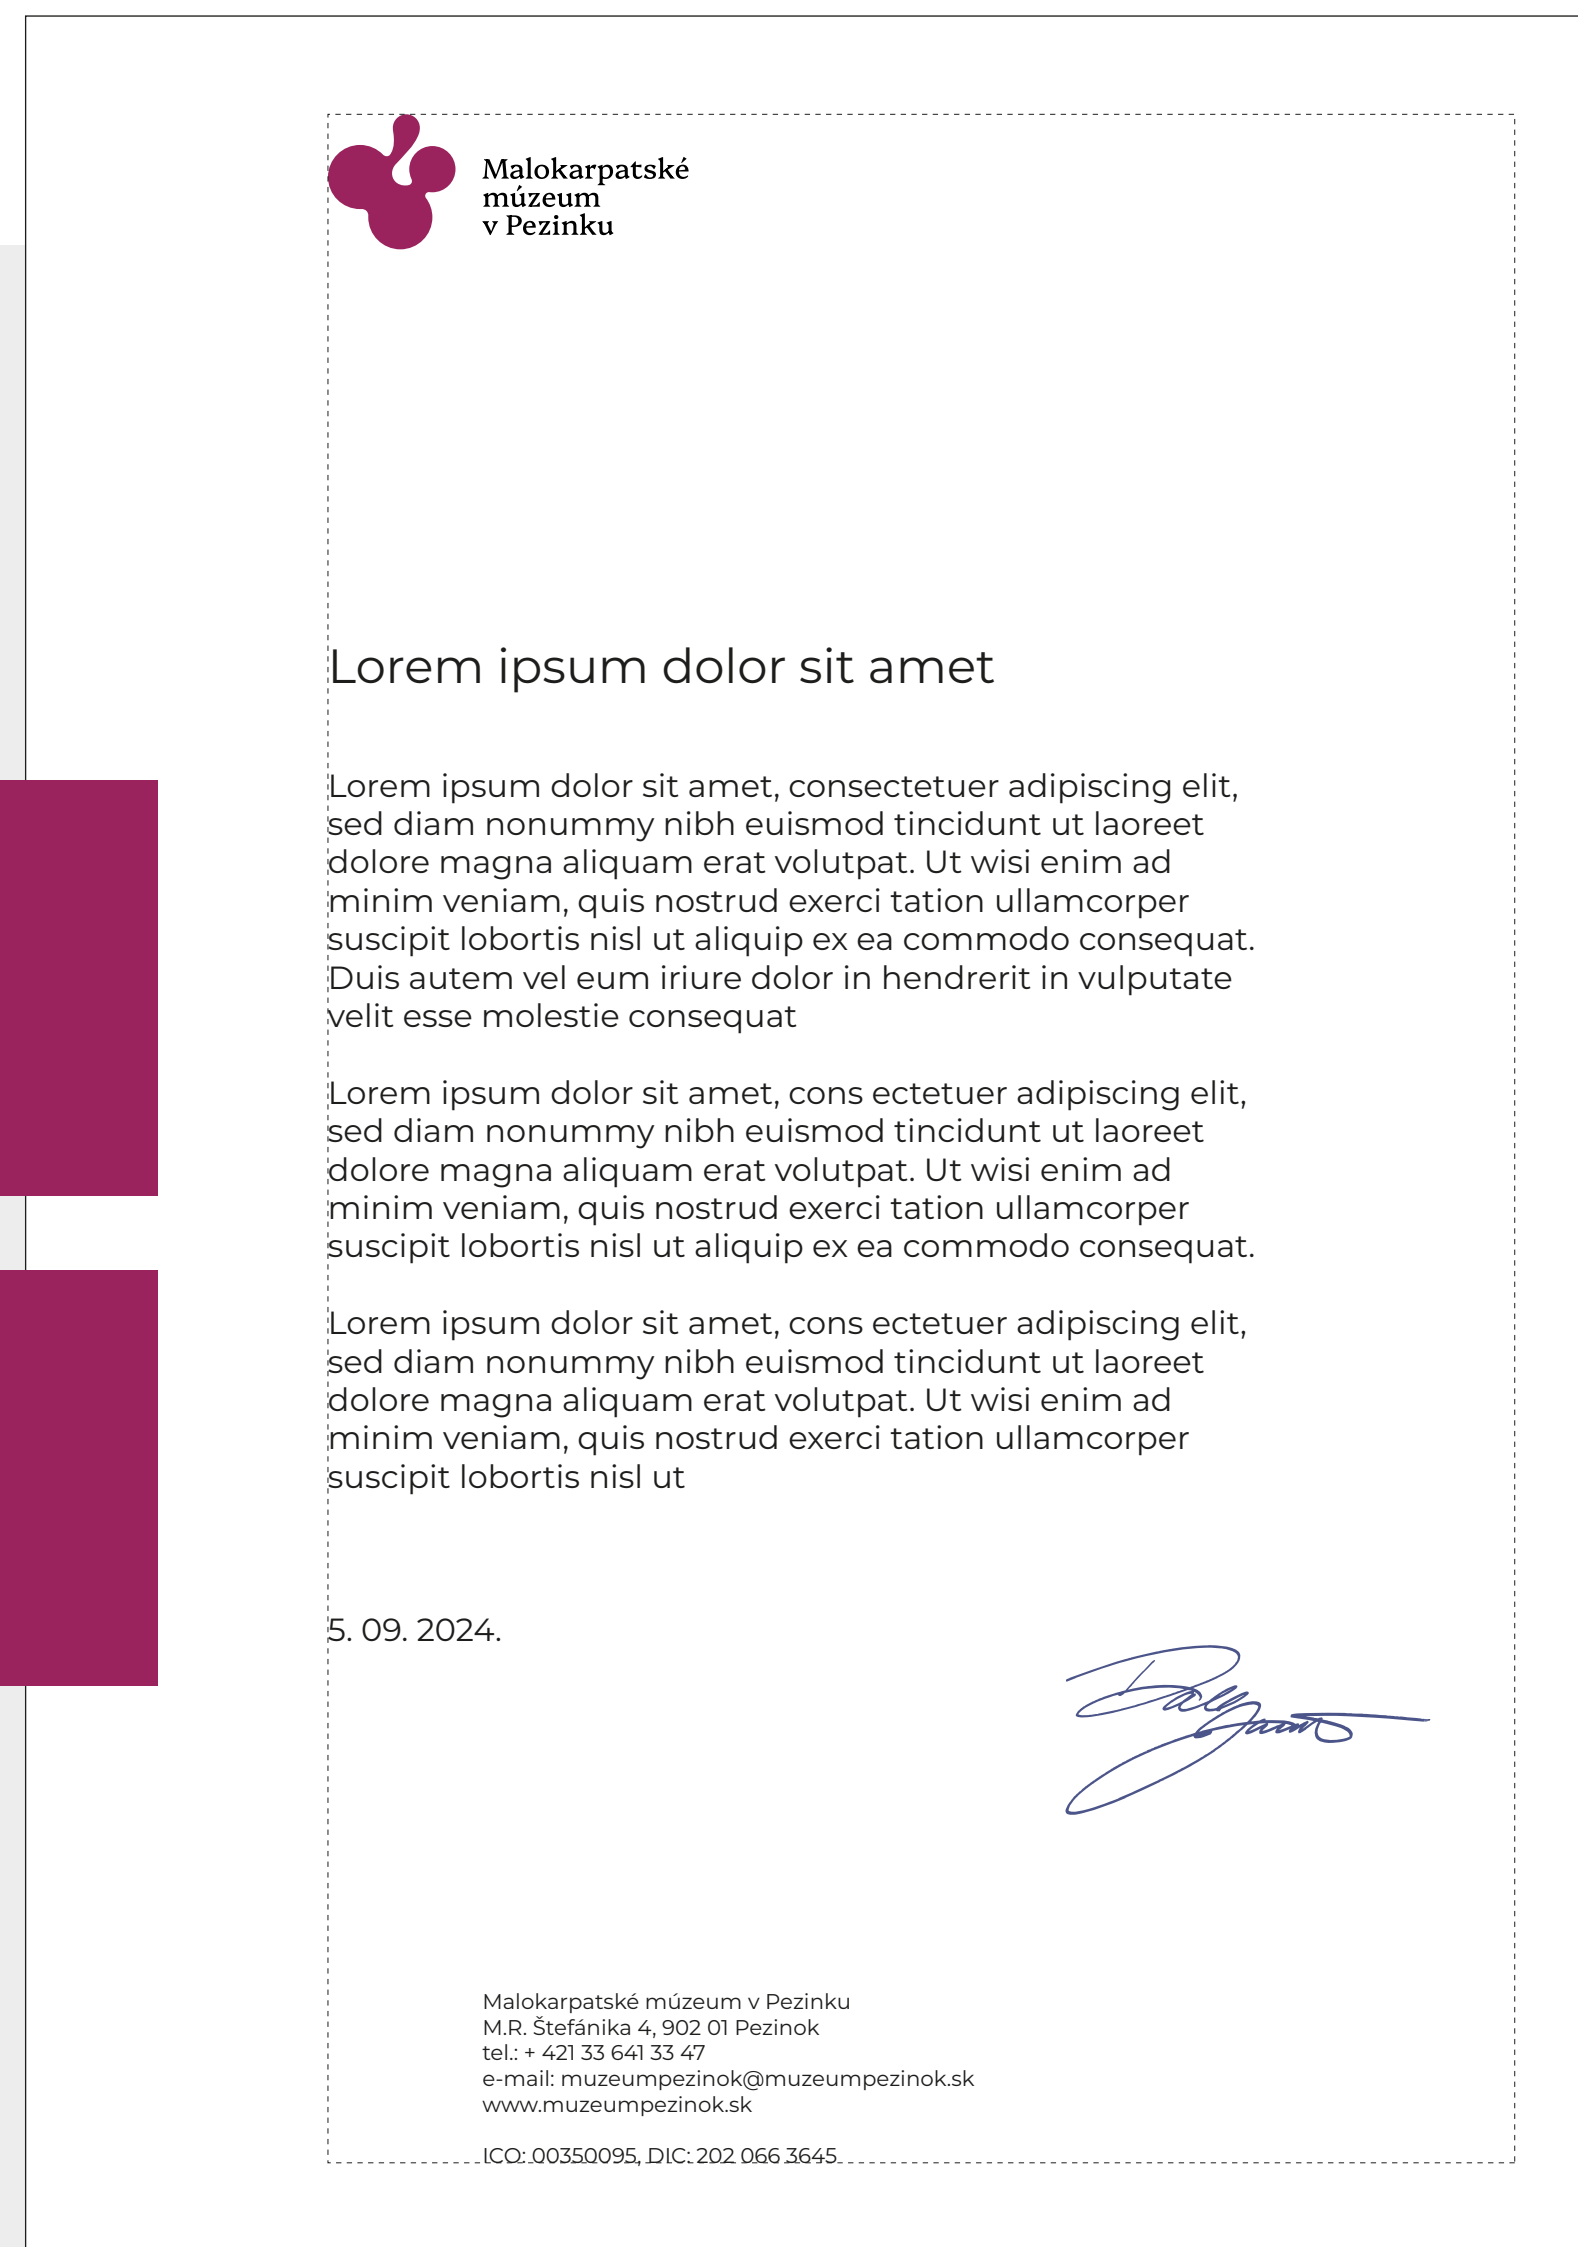 Malokarpatské
múzeum
v Pezinku
Lorem ipsum dolor sit amet
Lorem ipsum dolor sit amet, consectetuer adipiscing elit,
sed diam nonummy nibh euismod tincidunt ut laoreet
dolore magna aliquam erat volutpat. Ut wisi enim ad
minim veniam, quis nostrud exerci tation ullamcorper
suscipit lobortis nisl ut aliquip ex ea commodo consequat.
Duis autem vel eum iriure dolor in hendrerit in vulputate
velit esse molestie consequat
Lorem ipsum dolor sit amet, cons ectetuer adipiscing elit,
sed diam nonummy nibh euismod tincidunt ut laoreet
dolore magna aliquam erat volutpat. Ut wisi enim ad
minim veniam, quis nostrud exerci tation ullamcorper
suscipit lobortis nisl ut aliquip ex ea commodo consequat.
Lorem ipsum dolor sit amet, cons ectetuer adipiscing elit,
sed diam nonummy nibh euismod tincidunt ut laoreet
dolore magna aliquam erat volutpat. Ut wisi enim ad
minim veniam, quis nostrud exerci tation ullamcorper
suscipit lobortis nisl ut
5. 09. 2024.
Malokarpatské múzeum v Pezinku
M.R. Štefánika 4, 902 01 Pezinok
tel.: + 421 33 641 33 47
e-mail: muzeumpezinok@muzeumpezinok.sk
www.muzeumpezinok.sk
ICO: 00350095, DIC: 202 066 3645